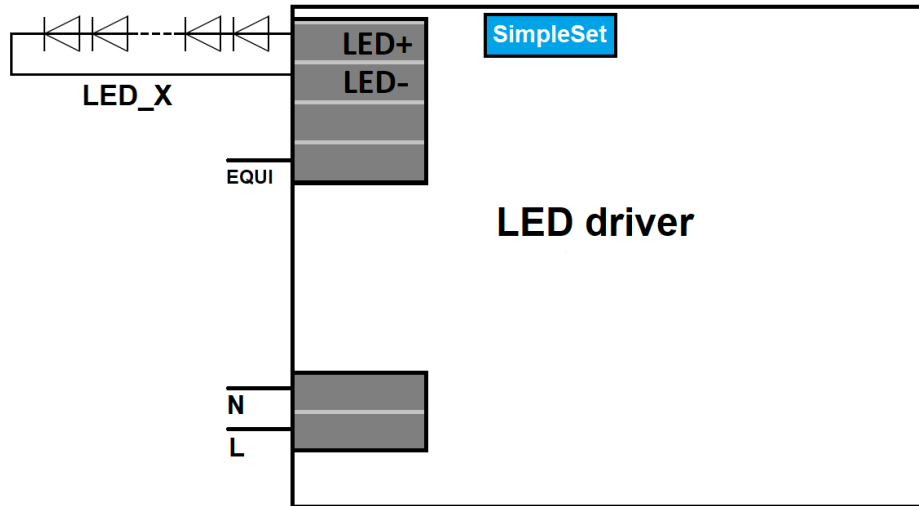 SimpleSet
LED+
LED-
LED_X
EQUI
LED driver
N
L